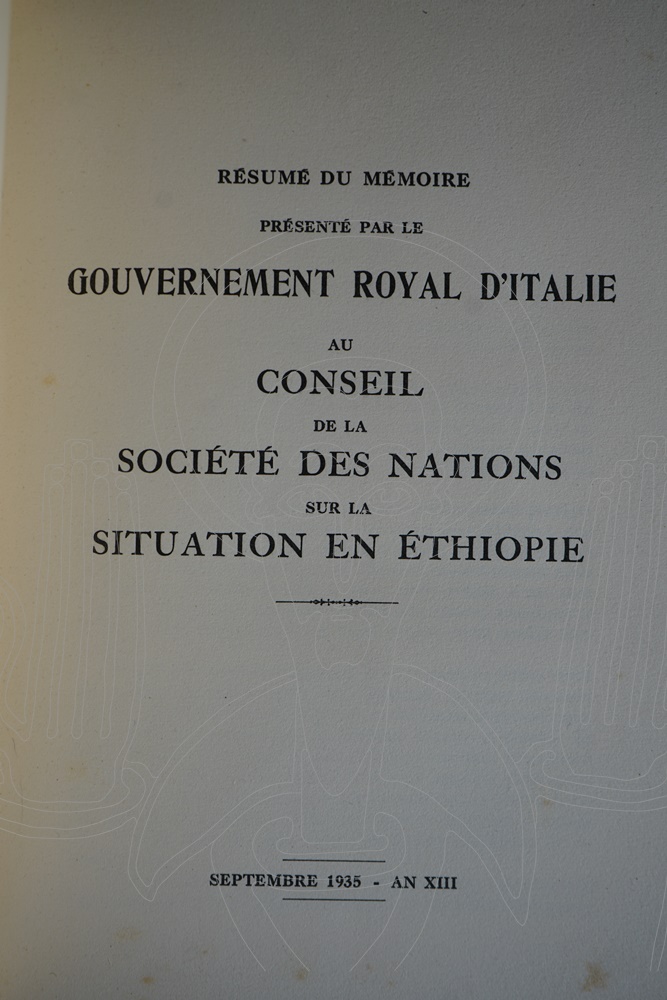 RÉSUMÉ DU MÉMOIRE
PRÉSENTÉ PAR LE
GOUVERNEMENT ROYAL D'ITALIE
AU
CONSEIL
DE LA
SOCIÉTÉ DES NATIONS
SUR LA
SITUATION EN ÉTHIOPIE
SEPTEMBRE 1935 - AN XIII